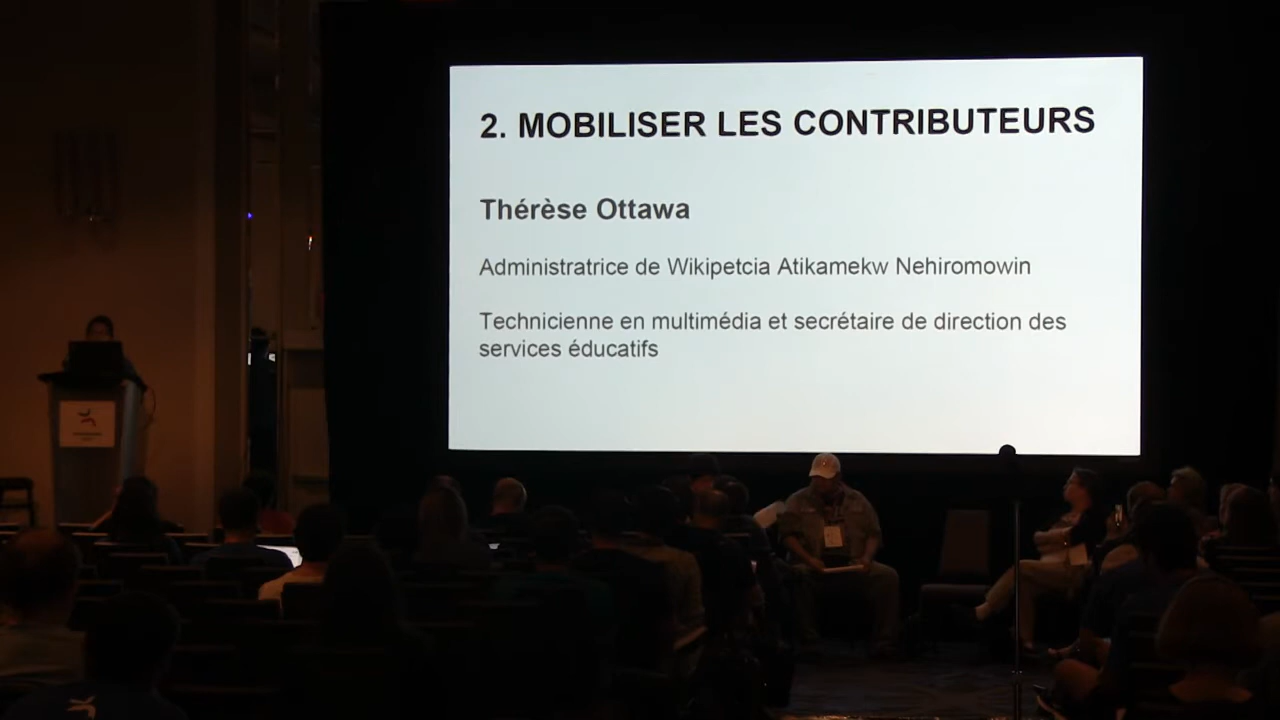 2. MOBILISER LES CONTRIBUTEURS
Thérèse Ottawa
Administratrice de Wikipetcia Atikamekw Nehiromowin
Technicienne en multimédia et secrétaire de direction des
services éducatifs